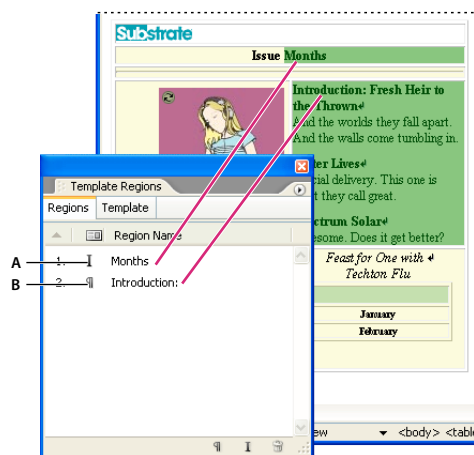 Substrate
Issue Months
Introduction: Fresh Heir to
the Thrown↵
And the worlds they fall apart.
And the walls come tumbling in.
Lives↵
cial delivery. This one is
they call great.
ctrum Solar↵
esome. Does it get better?
Feast for One with ↵
Techton Flu
January
February
Template Regions
Regions Template
Region Name
A 1. I Months
B 2. ¶ Introduction:
¶ I
ew <body> <tabl